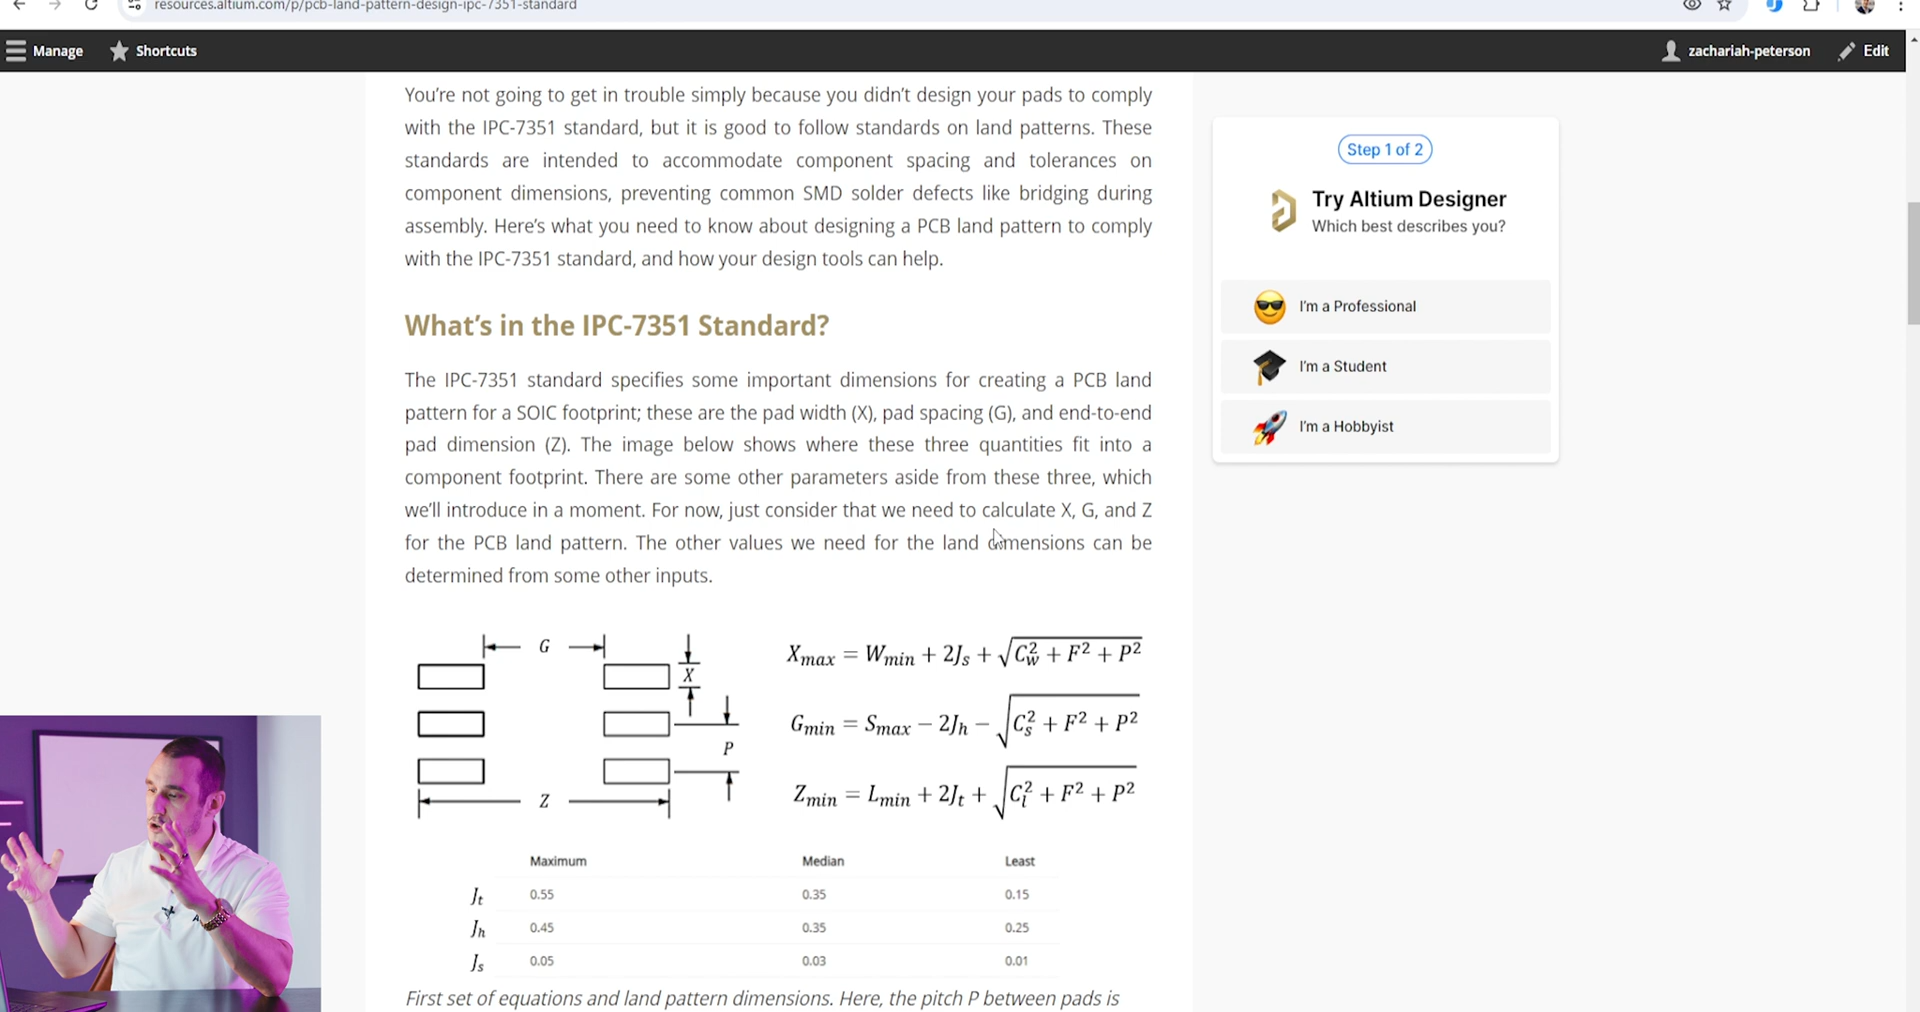 resources.altium.com/p/pcb-land-pattern-design-ipc-7351-standard
Manage Shortcuts zachariah-peterson Edit
You're not going to get in trouble simply because you didn't design your pads to comply
with the IPC-7351 standard, but it is good to follow standards on land patterns. These
standards are intended to accommodate component spacing and tolerances on
component dimensions, preventing common SMD solder defects like bridging during
assembly. Here's what you need to know about designing a PCB land pattern to comply
with the IPC-7351 standard, and how your design tools can help.
Step 1 of 2
Try Altium Designer
Which best describes you?
I'm a Professional
I'm a Student
I'm a Hobbyist
What's in the IPC-7351 Standard?
The IPC-7351 standard specifies some important dimensions for creating a PCB land
pattern for a SOIC footprint; these are the pad width (X), pad spacing (G), and end-to-end
pad dimension (Z). The image below shows where these three quantities fit into a
component footprint. There are some other parameters aside from these three, which
we'll introduce in a moment. For now, just consider that we need to calculate X, G, and Z
for the PCB land pattern. The other values we need for the land dimensions can be
determined from some other inputs.
G
X
P
Z
X_max = W_min + 2J_s + √(C_w² + F² + P²)
G_min = S_max − 2J_h − √(C_s² + F² + P²)
Z_min = L_min + 2J_t + √(C_l² + F² + P²)
Maximum Median Least
J_t 0.55 0.35 0.15
J_h 0.45 0.35 0.25
J_s 0.05 0.03 0.01
First set of equations and land pattern dimensions. Here, the pitch P between pads is